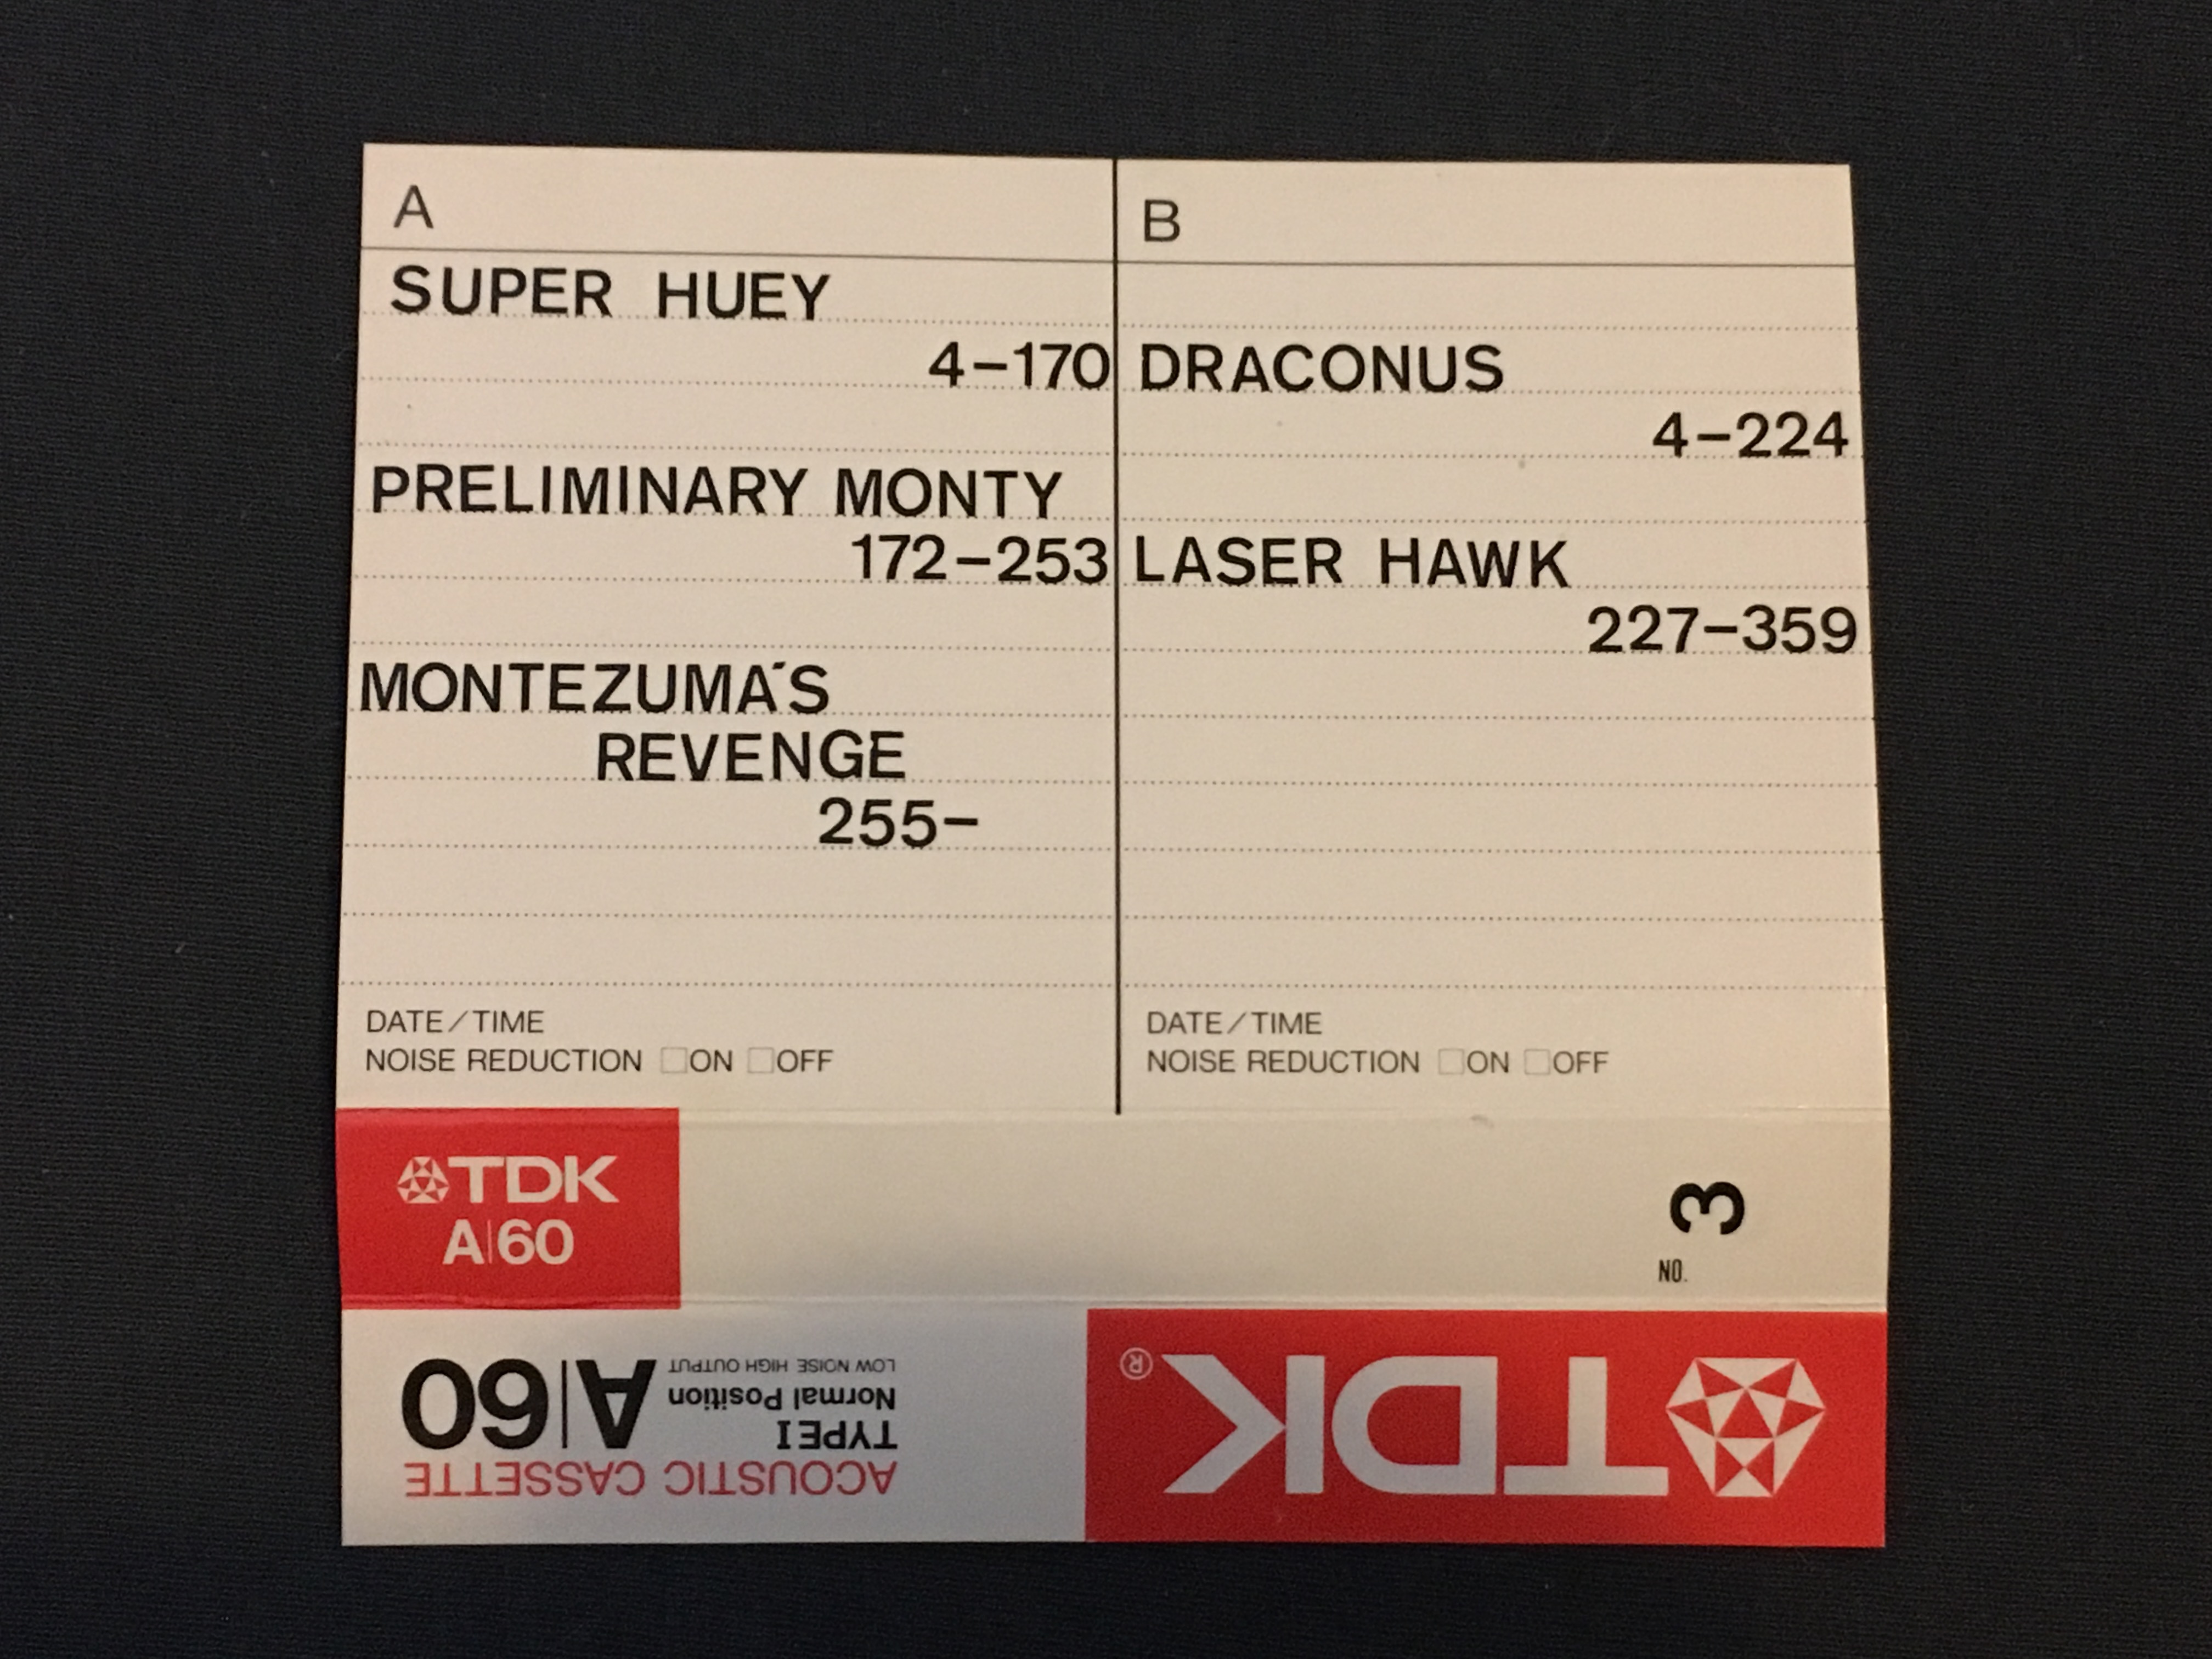 A
SUPER HUEY
4-170
PRELIMINARY MONTY
172-253
MONTEZUMA'S
REVENGE
255-
DATE/TIME
NOISE REDUCTION □ON □OFF
B
DRACONUS
4-224
LASER HAWK
227-359
DATE/TIME
NOISE REDUCTION □ON □OFF
TDK
A|60
NO. 3
TDK®
ACOUSTIC CASSETTE
A|60
TYPE I
Normal Position
LOW NOISE HIGH OUTPUT